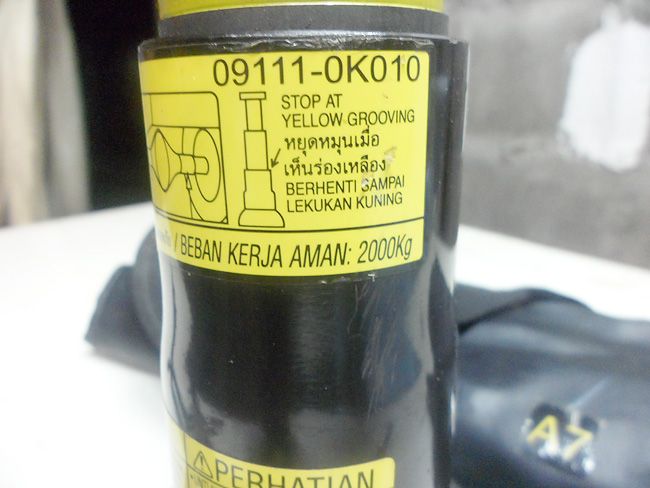 09111-0K010
STOP AT
YELLOW GROOVING
หยุดหมุนเมื่อ
เห็นร่องเหลือง
BERHENTI SAMPAI
LEKUKAN KUNING
/ BEBAN KERJA AMAN: 2000Kg
PERHATIAN
A7